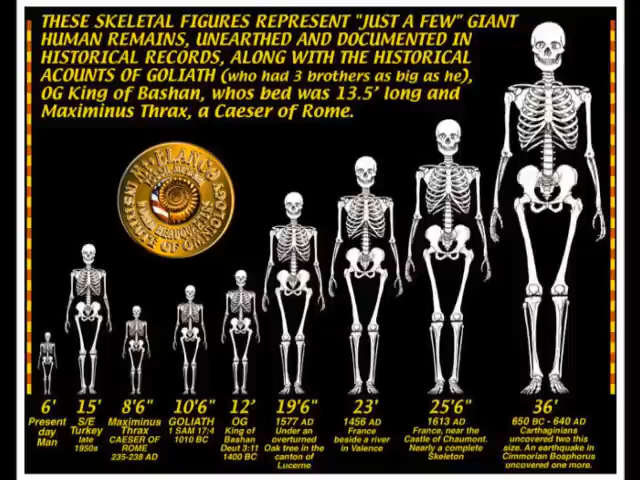 THESE SKELETAL FIGURES REPRESENT "JUST A FEW" GIANT
HUMAN REMAINS, UNEARTHED AND DOCUMENTED IN
HISTORICAL RECORDS, ALONG WITH THE HISTORICAL
ACOUNTS OF GOLIATH (who had 3 brothers as big as he),
OG King of Bashan, whos bed was 13.5' long and
Maximinus Thrax, a Caeser of Rome.
Mt. BLANCO
INSTITUTE OF OMNIOLOGY
6'
Present
day
Man
15'
S/E
Turkey
late
1950s
8'6"
Maximinus
Thrax
CAESER OF
ROME
235-238 AD
10'6"
GOLIATH
1 SAM 17:4
1010 BC
12'
OG
King of
Bashan
Deut 3:11
1400 BC
19'6"
1577 AD
Under an
overturned
Oak tree in the
canton of
Lucerne
23'
1456 AD
France
beside a river
in Valence
25'6"
1613 AD
France, near the
Castle of Chaumont.
Nearly a complete
Skeleton
36'
650 BC - 640 AD
Carthaginians
uncovered two this
size. An earthquake in
Cimmorian Bosphorus
uncovered one more.